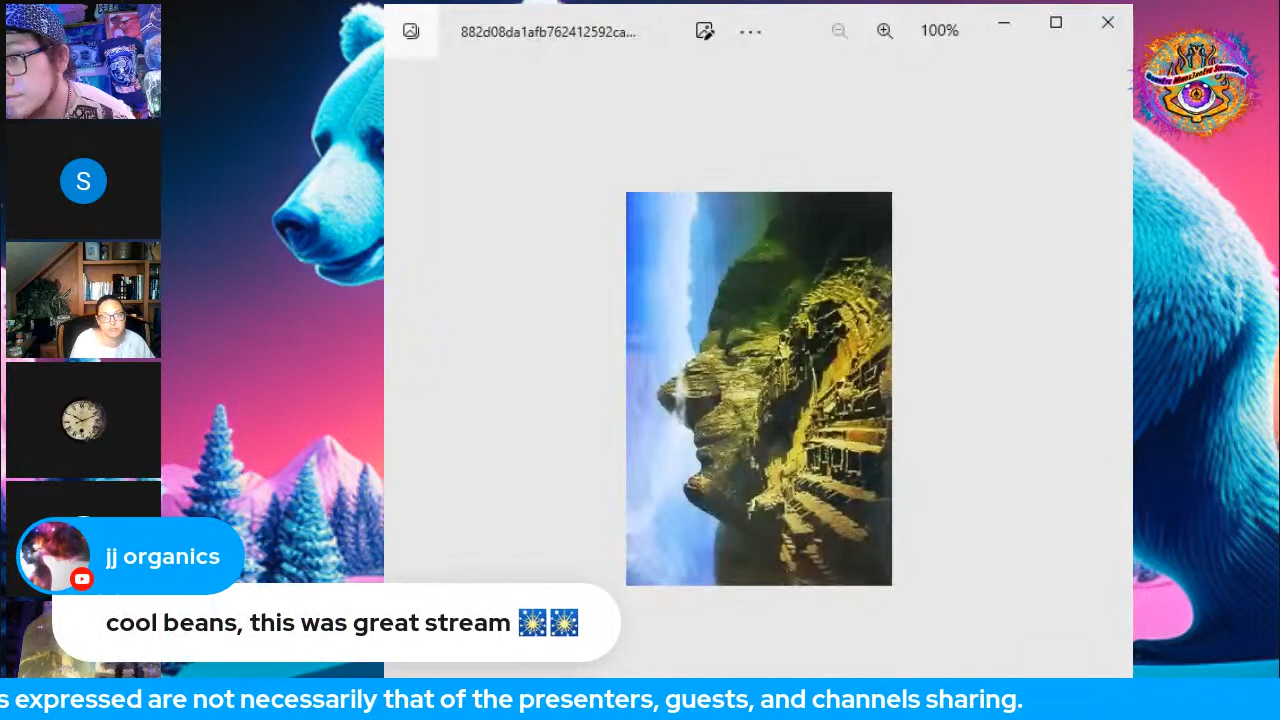 882d08da1afb762412592ca...
100%
S
jj organics
cool beans, this was great stream
s expressed are not necessarily that of the presenters, guests, and channels sharing.